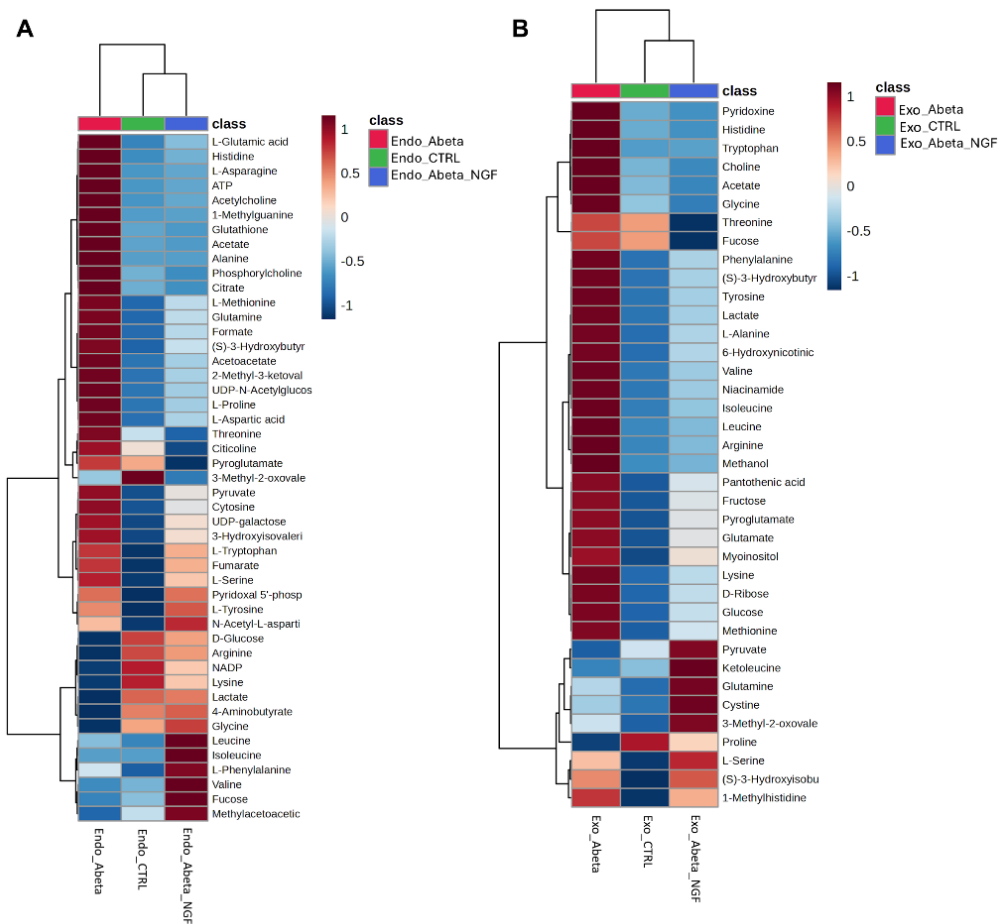 A
class
L-Glutamic acid
Histidine
L-Asparagine
ATP
Acetylcholine
1-Methylguanine
Glutathione
Acetate
Alanine
Phosphorylcholine
Citrate
L-Methionine
Glutamine
Formate
(S)-3-Hydroxybutyr
Acetoacetate
2-Methyl-3-ketoval
UDP-N-Acetylglucos
L-Proline
L-Aspartic acid
Threonine
Citicoline
Pyroglutamate
3-Methyl-2-oxovale
Pyruvate
Cytosine
UDP-galactose
3-Hydroxyisovaleri
L-Tryptophan
Fumarate
L-Serine
Pyridoxal 5'-phosp
L-Tyrosine
N-Acetyl-L-asparti
D-Glucose
Arginine
NADP
Lysine
Lactate
4-Aminobutyrate
Glycine
Leucine
Isoleucine
L-Phenylalanine
Valine
Fucose
Methylacetoacetic
Endo_Abeta
Endo_CTRL
Endo_Abeta_NGF
1
0.5
0
-0.5
-1
class
Endo_Abeta
Endo_CTRL
Endo_Abeta_NGF
B
class
Pyridoxine
Histidine
Tryptophan
Choline
Acetate
Glycine
Threonine
Fucose
Phenylalanine
(S)-3-Hydroxybutyr
Tyrosine
Lactate
L-Alanine
6-Hydroxynicotinic
Valine
Niacinamide
Isoleucine
Leucine
Arginine
Methanol
Pantothenic acid
Fructose
Pyroglutamate
Glutamate
Myoinositol
Lysine
D-Ribose
Glucose
Methionine
Pyruvate
Ketoleucine
Glutamine
Cystine
3-Methyl-2-oxovale
Proline
L-Serine
(S)-3-Hydroxyisobu
1-Methylhistidine
Exo_Abeta
Exo_CTRL
Exo_Abeta_NGF
1
0.5
0
-0.5
-1
class
Exo_Abeta
Exo_CTRL
Exo_Abeta_NGF